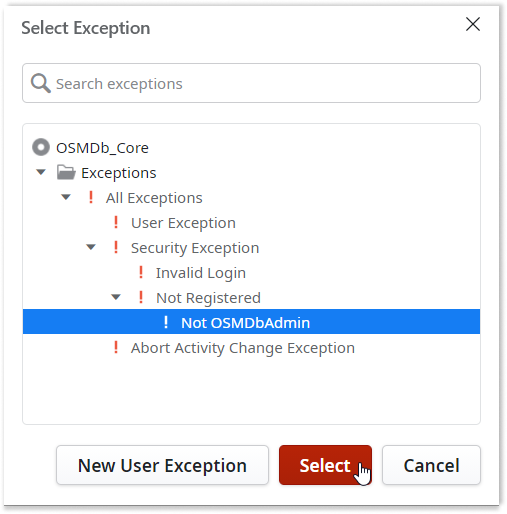 Select Exception
Search exceptions
OSMDb_Core
Exceptions
All Exceptions
User Exception
Security Exception
Invalid Login
Not Registered
Not OSMDbAdmin
Abort Activity Change Exception
New User Exception
Select
Cancel